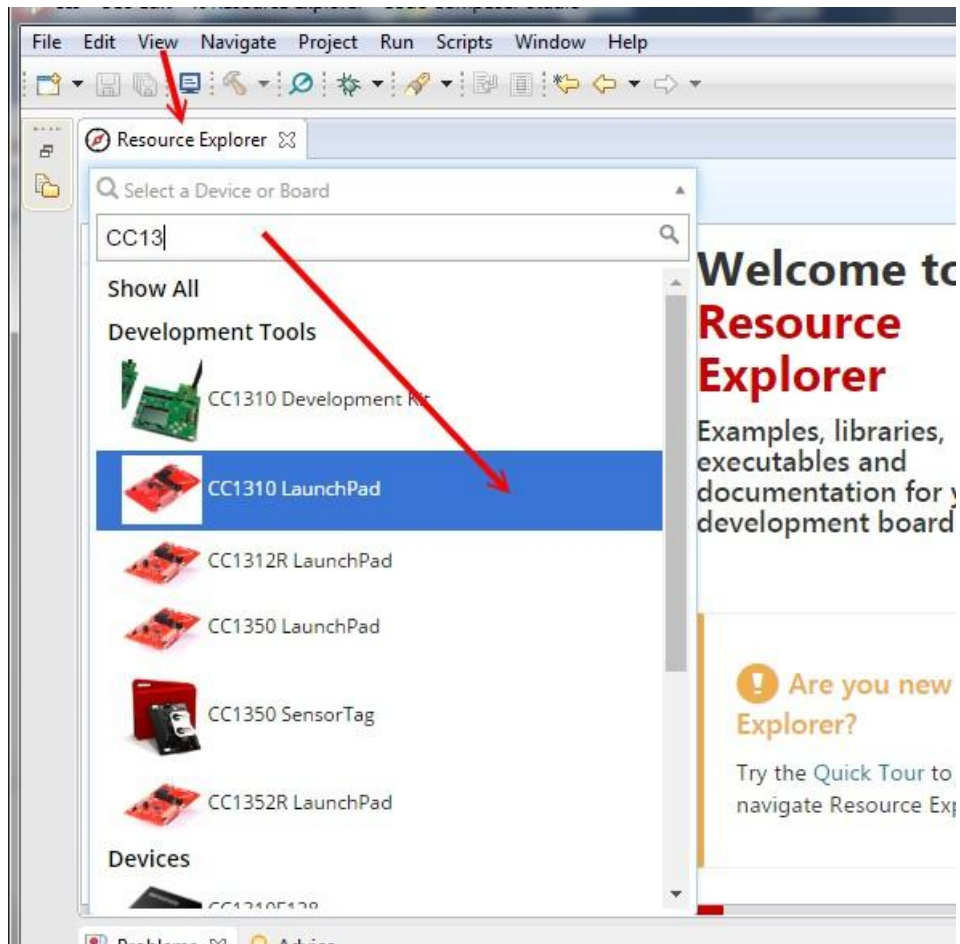 File Edit View Navigate Project Run Scripts Window Help
Resource Explorer
Select a Device or Board
CC13
Show All
Development Tools
CC1310 Development Kit
CC1310 LaunchPad
CC1312R LaunchPad
CC1350 LaunchPad
CC1350 SensorTag
CC1352R LaunchPad
Devices
CC1310F128
Welcome to
Resource
Explorer
Examples, libraries,
executables and
documentation for
development board
Are you new
Explorer?
Try the Quick Tour to
navigate Resource Exp
Problems Advice